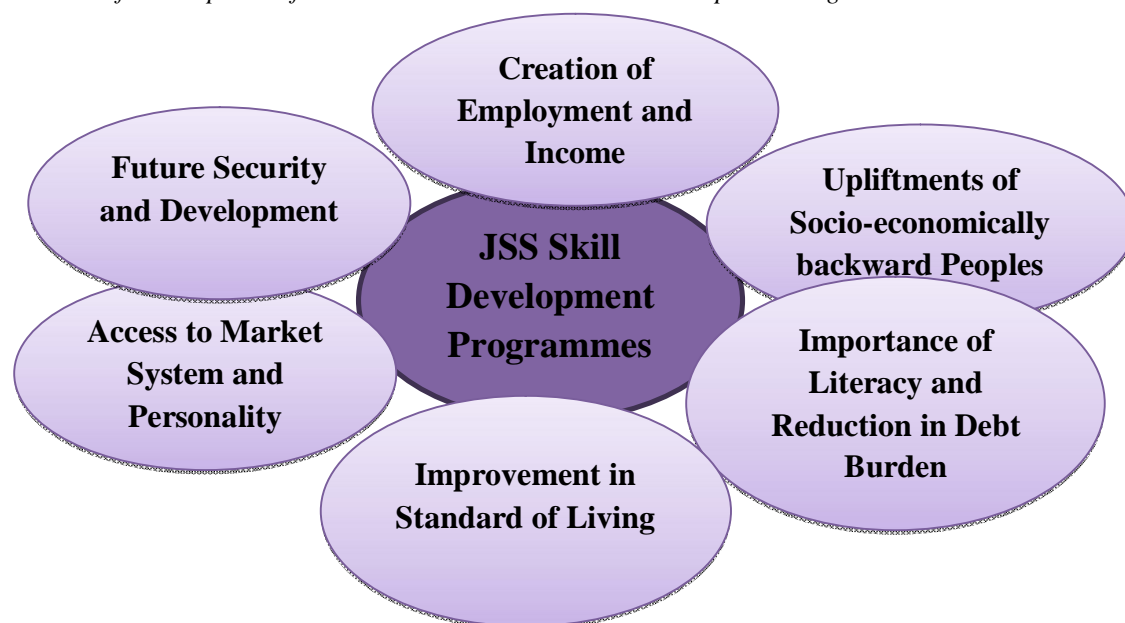 Creation of
Employment and
Income
Future Security
and Development
Upliftments of
Socio-economically
backward Peoples
JSS Skill
Development
Programmes
Access to Market
System and
Personality
Importance of
Literacy and
Reduction in Debt
Burden
Improvement in
Standard of Living